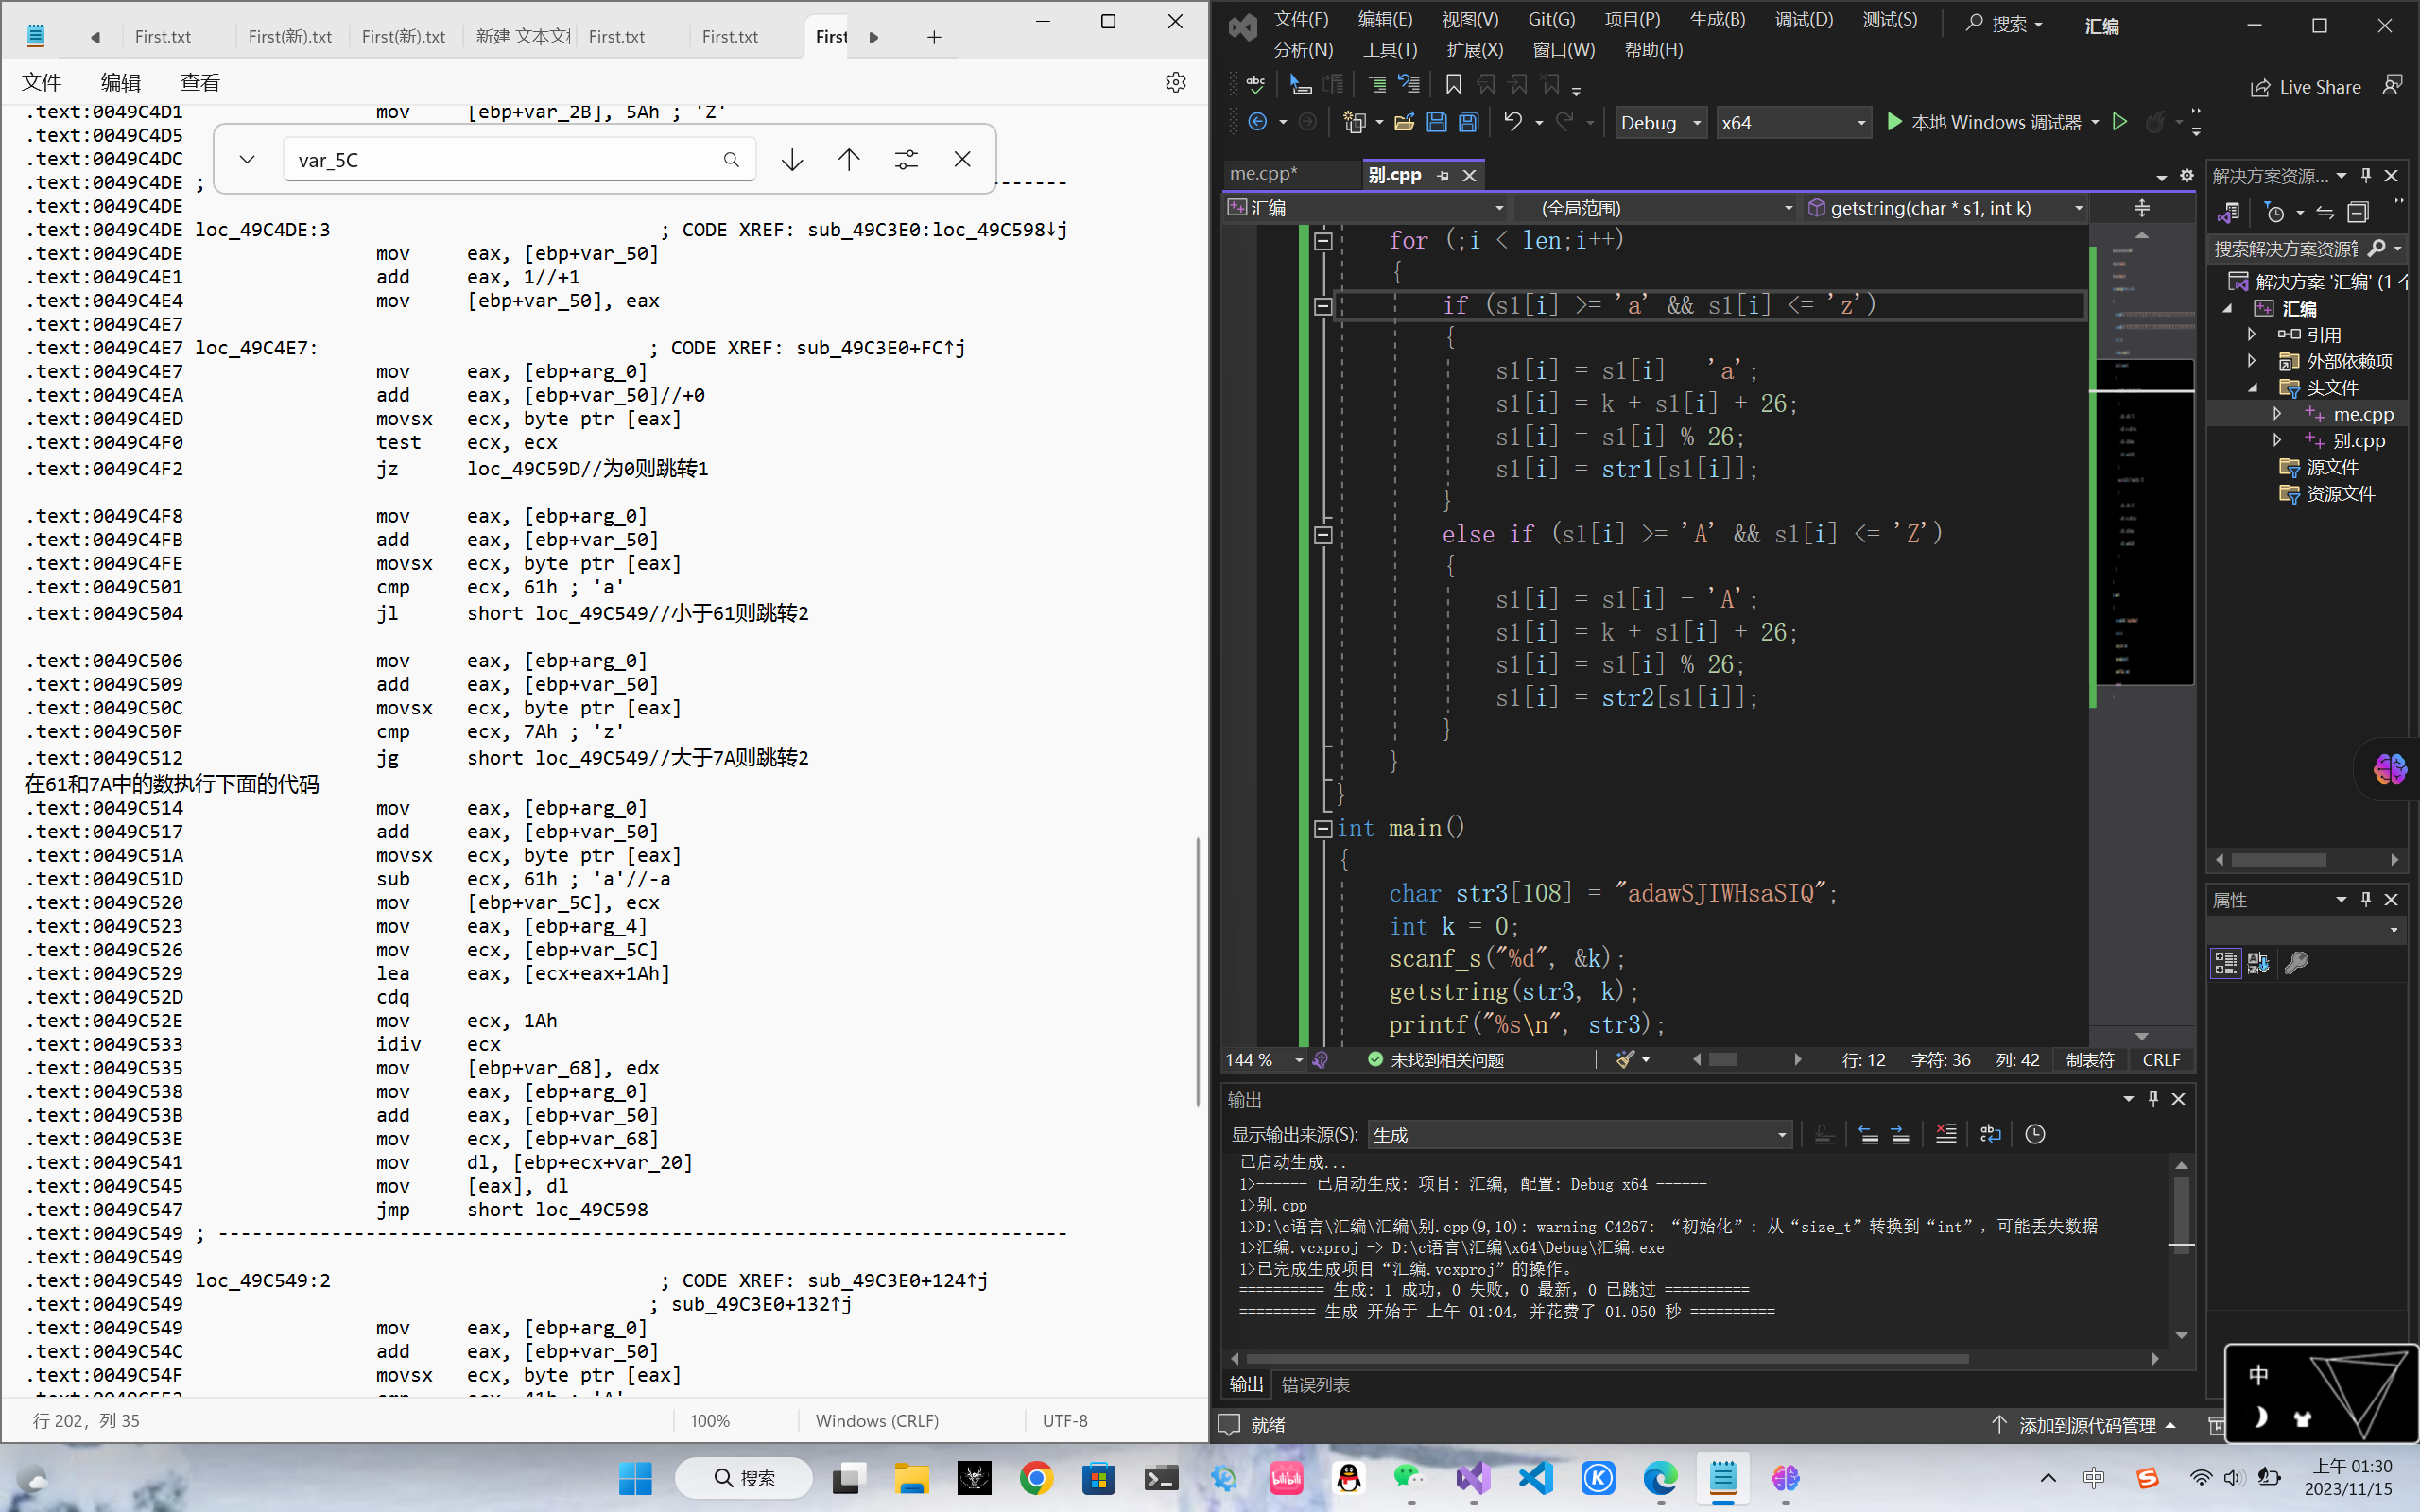 First.txt First(新).txt First(新).txt 新建 文本文档 First.txt First.txt First
文件 编辑 查看
.text:0049C4D1 mov [ebp+var_2B], 5Ah ; 'Z'
.text:0049C4D5
.text:0049C4DC
.text:0049C4DE ; -------
var_5C
.text:0049C4DE
.text:0049C4DE loc_49C4DE:3 ; CODE XREF: sub_49C3E0:loc_49C598↓j
.text:0049C4DE mov eax, [ebp+var_50]
.text:0049C4E1 add eax, 1//+1
.text:0049C4E4 mov [ebp+var_50], eax
.text:0049C4E7
.text:0049C4E7 loc_49C4E7: ; CODE XREF: sub_49C3E0+FC↑j
.text:0049C4E7 mov eax, [ebp+arg_0]
.text:0049C4EA add eax, [ebp+var_50]//+0
.text:0049C4ED movsx ecx, byte ptr [eax]
.text:0049C4F0 test ecx, ecx
.text:0049C4F2 jz loc_49C59D//为0则跳转1
.text:0049C4F8 mov eax, [ebp+arg_0]
.text:0049C4FB add eax, [ebp+var_50]
.text:0049C4FE movsx ecx, byte ptr [eax]
.text:0049C501 cmp ecx, 61h ; 'a'
.text:0049C504 jl short loc_49C549//小于61则跳转2
.text:0049C506 mov eax, [ebp+arg_0]
.text:0049C509 add eax, [ebp+var_50]
.text:0049C50C movsx ecx, byte ptr [eax]
.text:0049C50F cmp ecx, 7Ah ; 'z'
.text:0049C512 jg short loc_49C549//大于7A则跳转2
在61和7A中的数执行下面的代码
.text:0049C514 mov eax, [ebp+arg_0]
.text:0049C517 add eax, [ebp+var_50]
.text:0049C51A movsx ecx, byte ptr [eax]
.text:0049C51D sub ecx, 61h ; 'a'//-a
.text:0049C520 mov [ebp+var_5C], ecx
.text:0049C523 mov eax, [ebp+arg_4]
.text:0049C526 mov ecx, [ebp+var_5C]
.text:0049C529 lea eax, [ecx+eax+1Ah]
.text:0049C52D cdq
.text:0049C52E mov ecx, 1Ah
.text:0049C533 idiv ecx
.text:0049C535 mov [ebp+var_68], edx
.text:0049C538 mov eax, [ebp+arg_0]
.text:0049C53B add eax, [ebp+var_50]
.text:0049C53E mov ecx, [ebp+var_68]
.text:0049C541 mov dl, [ebp+ecx+var_20]
.text:0049C545 mov [eax], dl
.text:0049C547 jmp short loc_49C598
.text:0049C549 ; ---------------------------------------------------------------------------
.text:0049C549
.text:0049C549 loc_49C549:2 ; CODE XREF: sub_49C3E0+124↑j
.text:0049C549 ; sub_49C3E0+132↑j
.text:0049C549 mov eax, [ebp+arg_0]
.text:0049C54C add eax, [ebp+var_50]
.text:0049C54F movsx ecx, byte ptr [eax]
行 202，列 35 100% Windows (CRLF) UTF-8
文件(F) 编辑(E) 视图(V) Git(G) 项目(P) 生成(B) 调试(D) 测试(S) 搜索 汇编
分析(N) 工具(T) 扩展(X) 窗口(W) 帮助(H)
abc Live Share
Debug x64 本地 Windows 调试器
me.cpp* 别.cpp
汇编 (全局范围) getstring(char * s1, int k)
for (;i < len;i++)
{
if (s1[i] >= 'a' && s1[i] <= 'z')
{
s1[i] = s1[i] - 'a';
s1[i] = k + s1[i] + 26;
s1[i] = s1[i] % 26;
s1[i] = str1[s1[i]];
}
else if (s1[i] >= 'A' && s1[i] <= 'Z')
{
s1[i] = s1[i] - 'A';
s1[i] = k + s1[i] + 26;
s1[i] = s1[i] % 26;
s1[i] = str2[s1[i]];
}
}
}
int main()
{
char str3[108] = "adawSJIWHsaSIQ";
int k = 0;
scanf_s("%d", &k);
getstring(str3, k);
printf("%s\n", str3);
144 % 未找到相关问题 行: 12 字符: 36 列: 42 制表符 CRLF
输出
显示输出来源(S): 生成
已启动生成...
1>------ 已启动生成: 项目: 汇编, 配置: Debug x64 ------
1>别.cpp
1>D:\c语言\汇编\汇编\别.cpp(9,10): warning C4267: “初始化”: 从“size_t”转换到“int”，可能丢失数据
1>汇编.vcxproj -> D:\c语言\汇编\x64\Debug\汇编.exe
1>已完成生成项目“汇编.vcxproj”的操作。
========== 生成: 1 成功，0 失败，0 最新，0 已跳过 ==========
========= 生成 开始于 上午 01:04，并花费了 01.050 秒 ==========
输出 错误列表
就绪 添加到源代码管理
解决方案资源...
搜索解决方案资源管
解决方案 '汇编' (1 个
汇编
引用
外部依赖项
头文件
me.cpp
别.cpp
源文件
资源文件
属性
中
搜索
bilibili
中
上午 01:30
2023/11/15